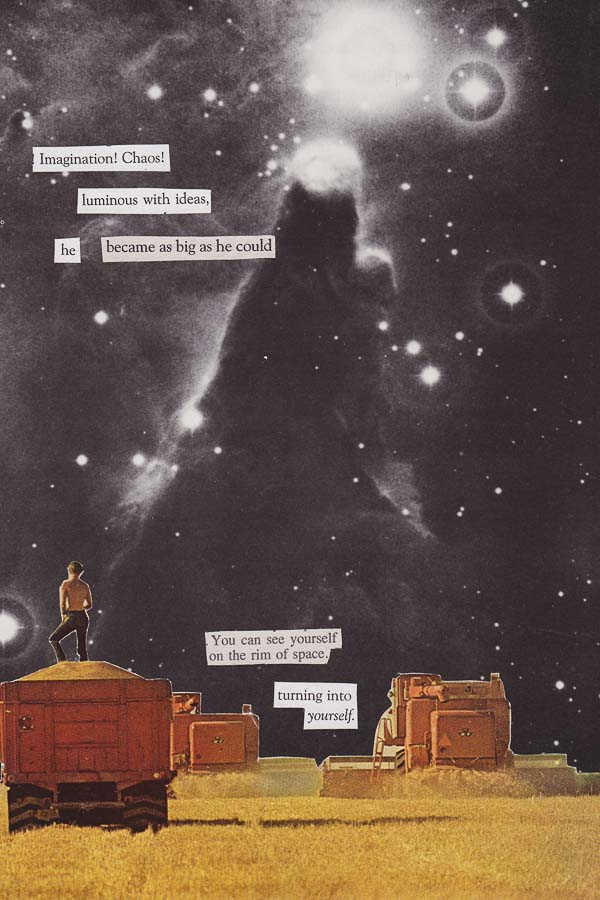 Imagination! Chaos!
luminous with ideas,
he became as big as he could
You can see yourself
on the rim of space.
turning into
yourself.